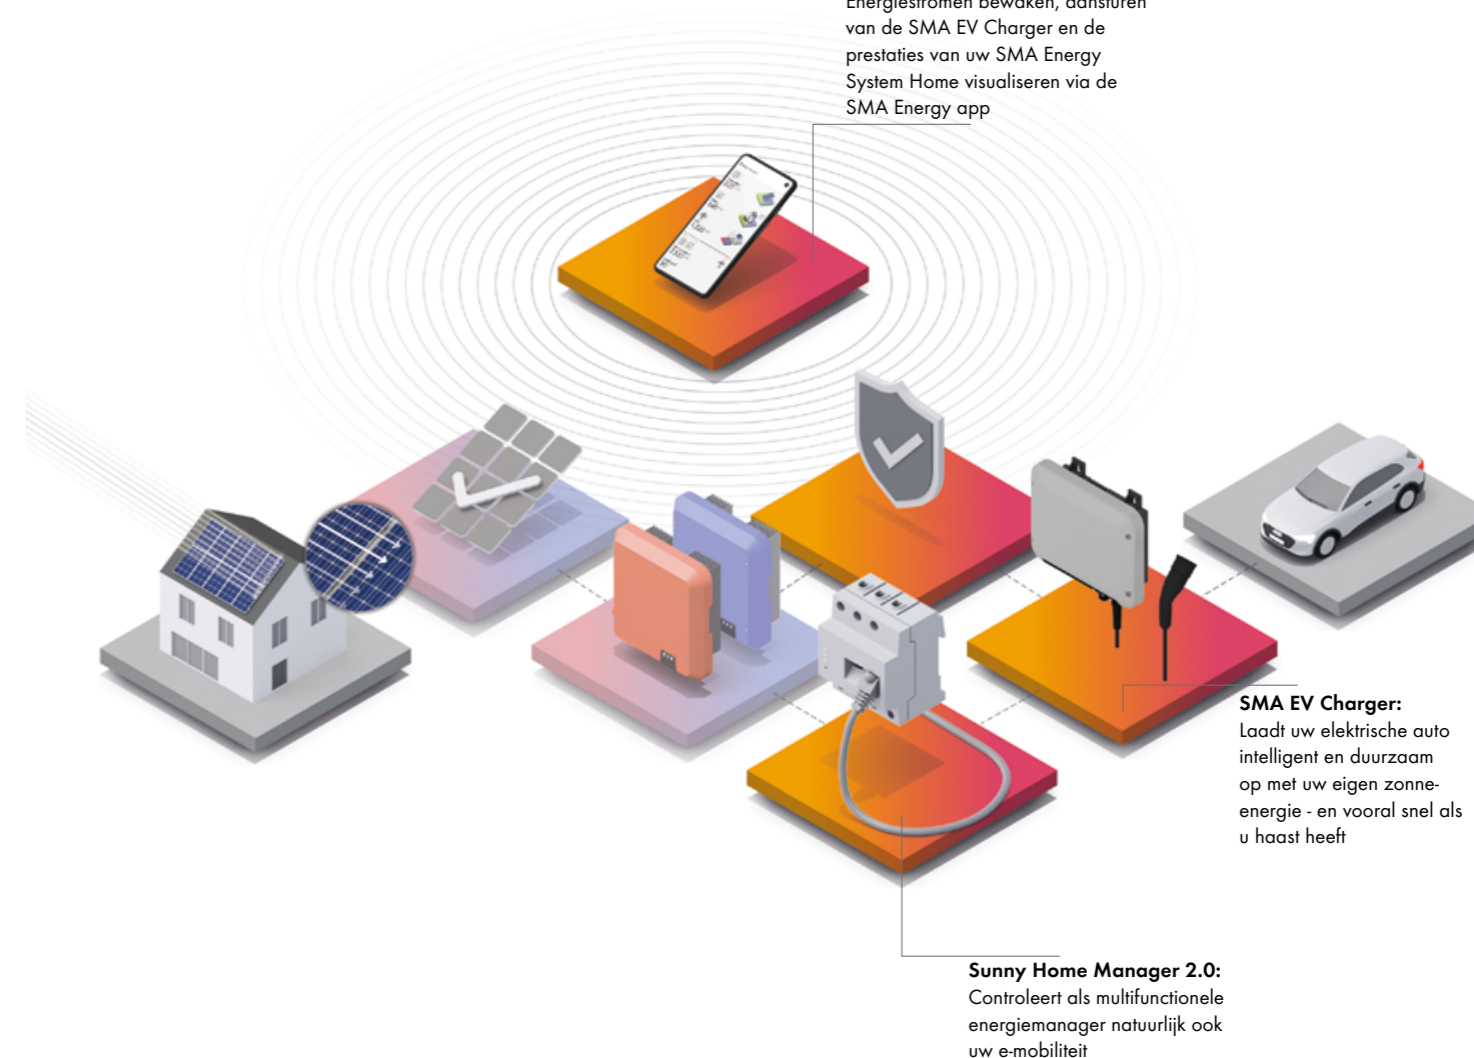 Energiestromen bewaken, aansturen
van de SMA EV Charger en de
prestaties van uw SMA Energy
System Home visualiseren via de
SMA Energy app
SMA EV Charger:
Laadt uw elektrische auto
intelligent en duurzaam
op met uw eigen zonne-
energie - en vooral snel als
u haast heeft
Sunny Home Manager 2.0:
Controleert als multifunctionele
energiemanager natuurlijk ook
uw e-mobiliteit